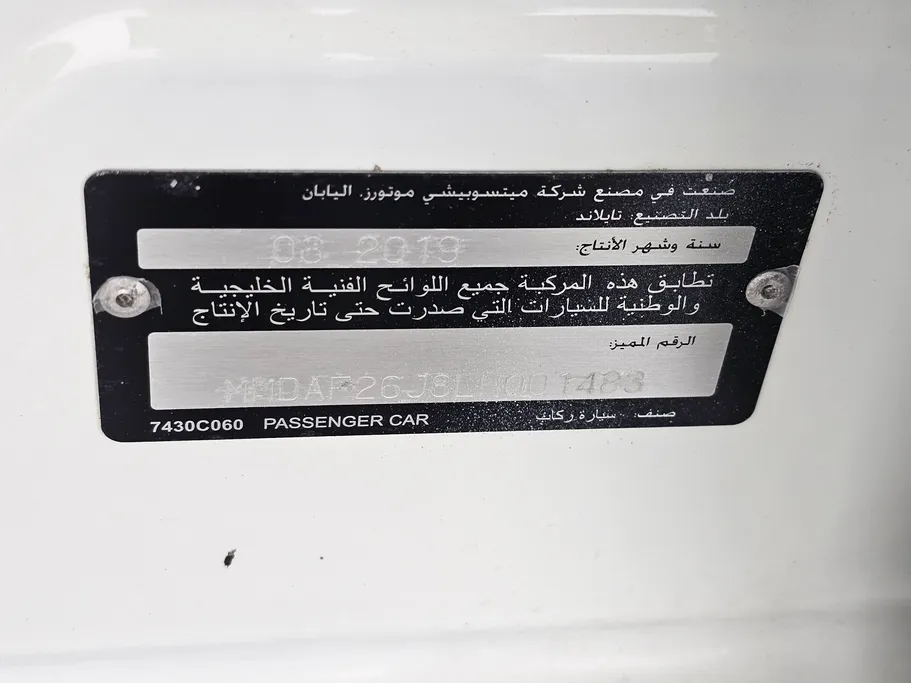 صنعت في مصنع شركة ميتسوبيشي موتورز. اليابان
بلد التصنيع: تايلاند
سنة وشهر الأنتاج: 03 2019
تطابق هذه المركبة جميع اللوائح الفنية الخليجية
والوطنية للسيارات التي صدرت حتى تاريخ الإنتاج
الرقم المميز:
صنف: سيارة ركاب
7430C060 PASSENGER CAR